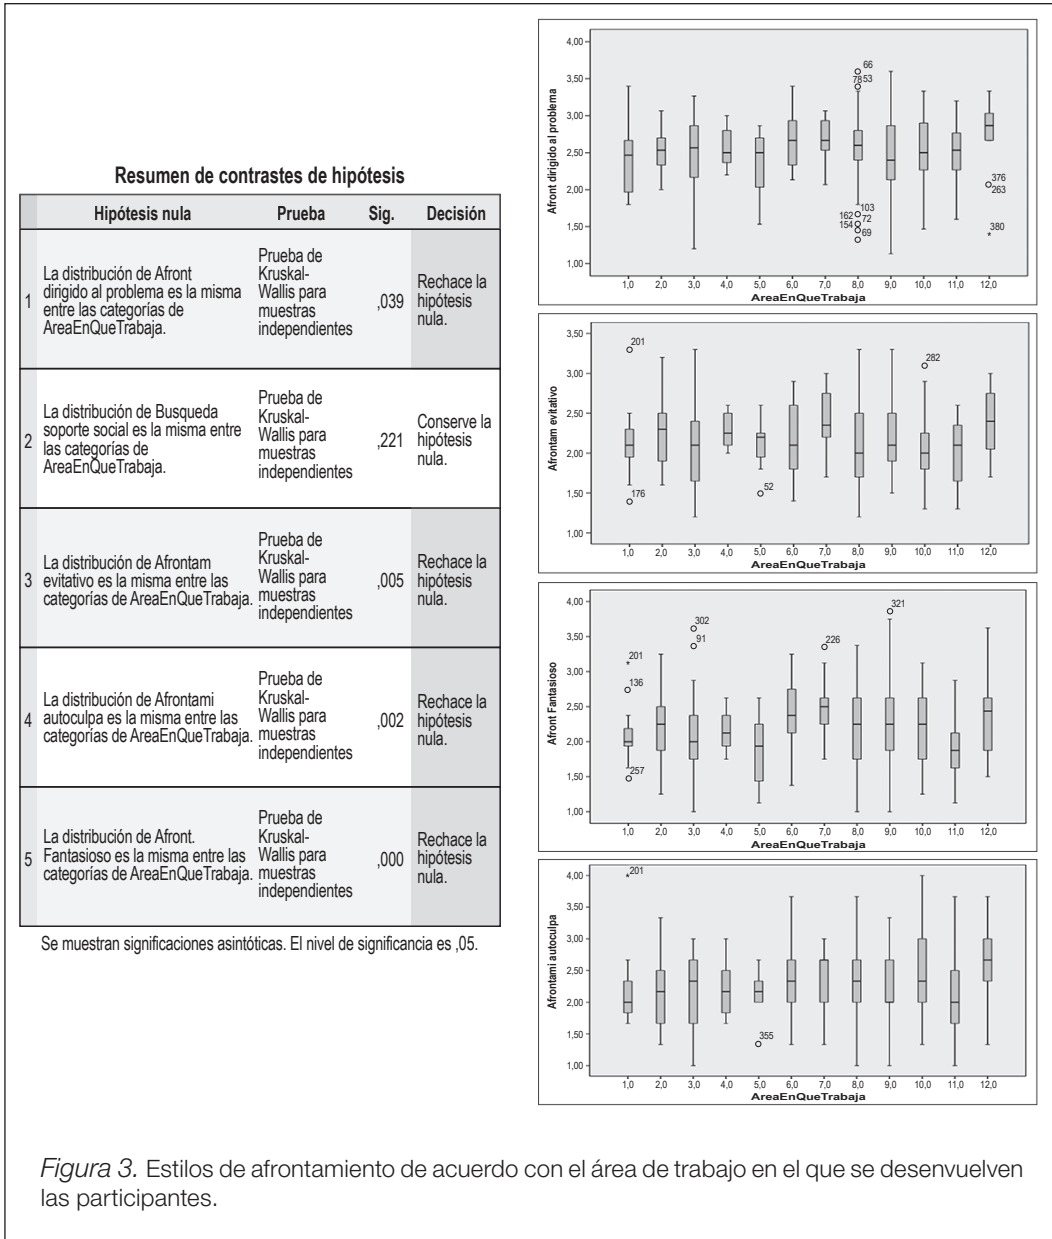 Resumen de contrastes de hipótesis
Hipótesis nula Prueba Sig. Decisión
1 La distribución de Afront dirigido al problema es la misma entre las categorías de AreaEnQueTrabaja. Prueba de Kruskal-Wallis para muestras independientes ,039 Rechace la hipótesis nula.
2 La distribución de Busqueda soporte social es la misma entre las categorías de AreaEnQueTrabaja. Prueba de Kruskal-Wallis para muestras independientes ,221 Conserve la hipótesis nula.
3 La distribución de Afrontam evitativo es la misma entre las categorías de AreaEnQueTrabaja. Prueba de Kruskal-Wallis para muestras independientes ,005 Rechace la hipótesis nula.
4 La distribución de Afrontami autoculpa es la misma entre las categorías de AreaEnQueTrabaja. Prueba de Kruskal-Wallis para muestras independientes ,002 Rechace la hipótesis nula.
5 La distribución de Afront. Fantasioso es la misma entre las categorías de AreaEnQueTrabaja. Prueba de Kruskal-Wallis para muestras independientes ,000 Rechace la hipótesis nula.
Se muestran significaciones asintóticas. El nivel de significancia es ,05.
Afront dirigido al problema
4,00
3,50
3,00
2,50
2,00
1,50
1,00
66
78 53
103
162 72
154
69
376
263
380
1,0 2,0 3,0 4,0 5,0 6,0 7,0 8,0 9,0 10,0 11,0 12,0
AreaEnQueTrabaja
Afrontam evitativo
3,50
3,00
2,50
2,00
1,50
1,00
201
176
52
282
1,0 2,0 3,0 4,0 5,0 6,0 7,0 8,0 9,0 10,0 11,0 12,0
AreaEnQueTrabaja
Afront Fantasioso
4,00
3,50
3,00
2,50
2,00
1,50
1,00
201
136
257
302
91
226
321
1,0 2,0 3,0 4,0 5,0 6,0 7,0 8,0 9,0 10,0 11,0 12,0
AreaEnQueTrabaja
Afrontami autoculpa
4,00
3,50
3,00
2,50
2,00
1,50
1,00
201
355
1,0 2,0 3,0 4,0 5,0 6,0 7,0 8,0 9,0 10,0 11,0 12,0
AreaEnQueTrabaja
Figura 3. Estilos de afrontamiento de acuerdo con el área de trabajo en el que se desenvuelven
las participantes.